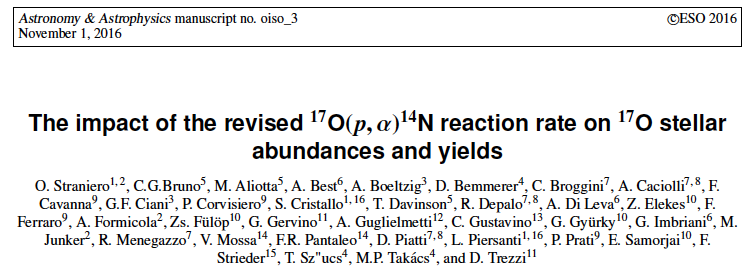 Astronomy & Astrophysics manuscript no. oiso_3
November 1, 2016
©ESO 2016
The impact of the revised ¹⁷O(p, α)¹⁴N reaction rate on ¹⁷O stellar
abundances and yields
O. Straniero¹,², C.G.Bruno⁵, M. Aliotta⁵, A. Best⁶, A. Boeltzig³, D. Bemmerer⁴, C. Broggini⁷, A. Caciolli⁷,⁸, F.
Cavanna⁹, G.F. Ciani³, P. Corvisiero⁹, S. Cristallo¹,¹⁶, T. Davinson⁵, R. Depalo⁷,⁸, A. Di Leva⁶, Z. Elekes¹⁰, F.
Ferraro⁹, A. Formicola², Zs. Fülöp¹⁰, G. Gervino¹¹, A. Guglielmetti¹², C. Gustavino¹³, G. Gyürky¹⁰, G. Imbriani⁶, M.
Junker², R. Menegazzo⁷, V. Mossa¹⁴, F.R. Pantaleo¹⁴, D. Piatti⁷,⁸, L. Piersanti¹,¹⁶, P. Prati⁹, E. Samorjai¹⁰, F.
Strieder¹⁵, T. Sz"ucs⁴, M.P. Takács⁴, and D. Trezzi¹¹